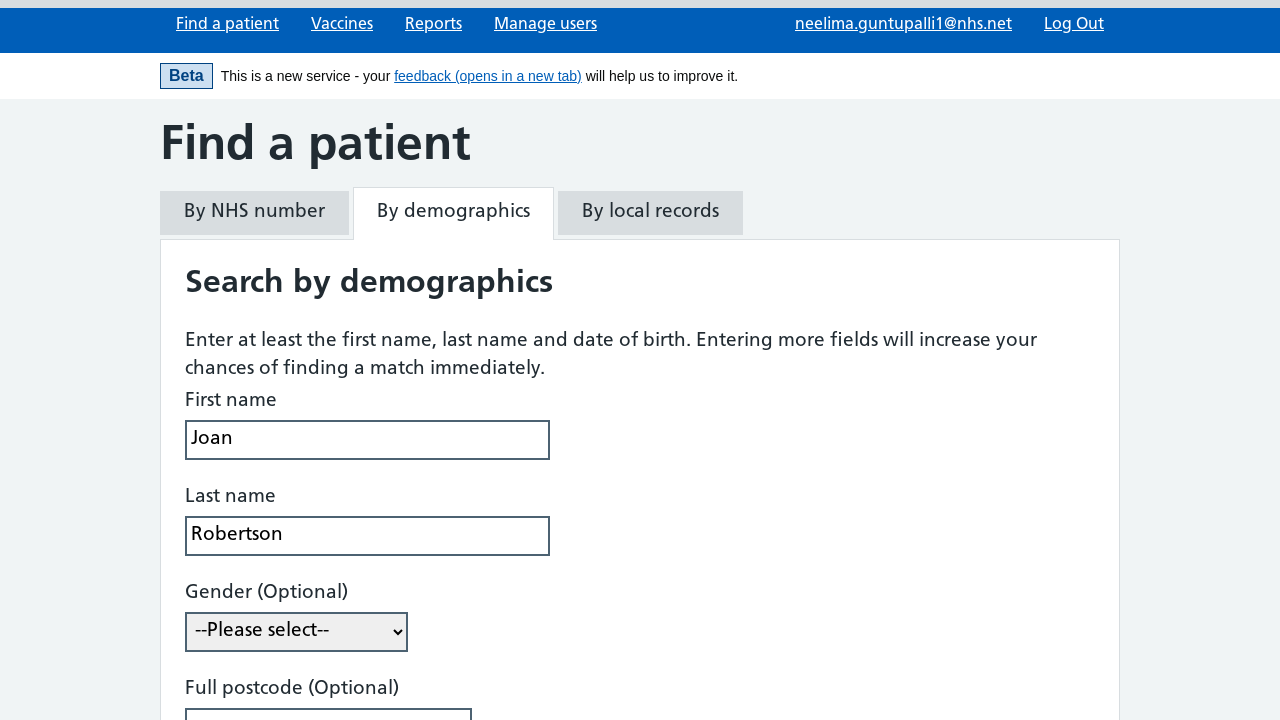 Find a patient Vaccines Reports Manage users neelima.guntupalli1@nhs.net Log Out
Beta This is a new service - your feedback (opens in a new tab) will help us to improve it.
Find a patient
By NHS number By demographics By local records
Search by demographics
Enter at least the first name, last name and date of birth. Entering more fields will increase your
chances of finding a match immediately.
First name
Joan
Last name
Robertson
Gender (Optional)
--Please select--
Full postcode (Optional)